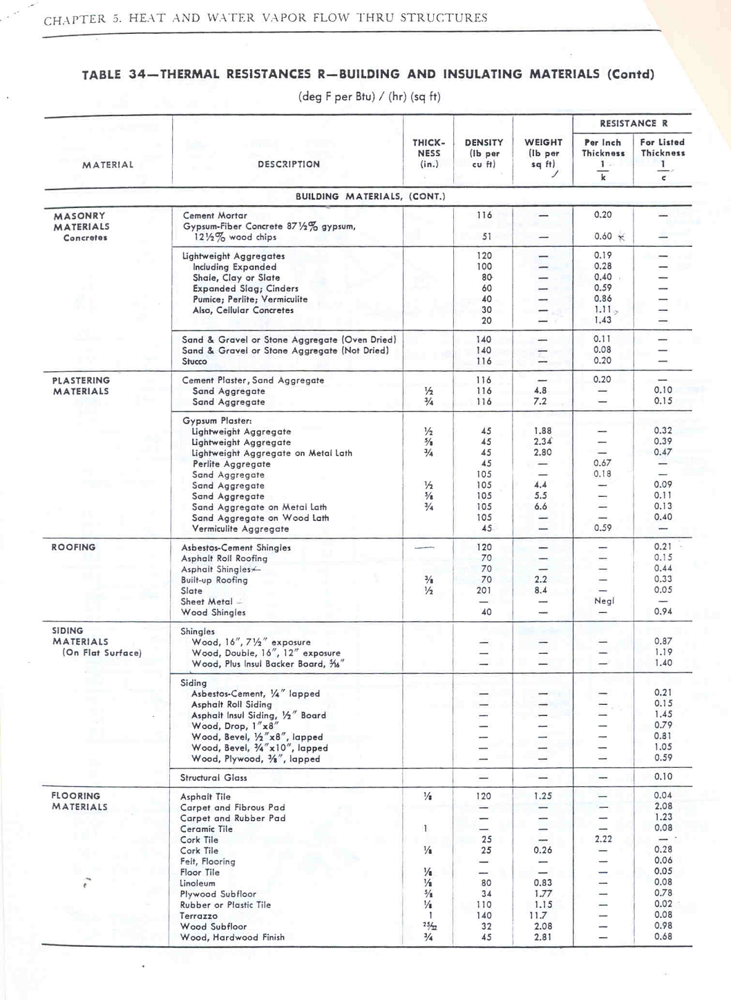 CHAPTER 5. HEAT AND WATER VAPOR FLOW THRU STRUCTURES
TABLE 34—THERMAL RESISTANCES R—BUILDING AND INSULATING MATERIALS (Contd)
(deg F per Btu) / (hr) (sq ft)
MATERIAL DESCRIPTION THICK-NESS (in.) DENSITY (lb per cu ft) WEIGHT (lb per sq ft) RESISTANCE R
Per Inch Thickness 1/k For Listed Thickness 1/c
BUILDING MATERIALS, (CONT.)
MASONRY Cement Mortar 116 — 0.20 —
MATERIALS Gypsum-Fiber Concrete 87½% gypsum,
Concretes 12½% wood chips 51 — 0.60 —
Lightweight Aggregates 120 — 0.19 —
Including Expanded 100 — 0.28 —
Shale, Clay or Slate 80 — 0.40 —
Expanded Slag; Cinders 60 — 0.59 —
Pumice; Perlite; Vermiculite 40 — 0.86 —
Also, Cellular Concretes 30 — 1.11 —
20 — 1.43 —
Sand & Gravel or Stone Aggregate (Oven Dried) 140 — 0.11 —
Sand & Gravel or Stone Aggregate (Not Dried) 140 — 0.08 —
Stucco 116 — 0.20 —
PLASTERING Cement Plaster, Sand Aggregate 116 — 0.20 —
MATERIALS Sand Aggregate ½ 116 4.8 — 0.10
Sand Aggregate ¾ 116 7.2 — 0.15
Gypsum Plaster:
Lightweight Aggregate ½ 45 1.88 — 0.32
Lightweight Aggregate ⅝ 45 2.34 — 0.39
Lightweight Aggregate on Metal Lath ¾ 45 2.80 — 0.47
Perlite Aggregate 45 — 0.67 —
Sand Aggregate 105 — 0.18 —
Sand Aggregate ½ 105 4.4 — 0.09
Sand Aggregate ⅝ 105 5.5 — 0.11
Sand Aggregate on Metal Lath ¾ 105 6.6 — 0.13
Sand Aggregate on Wood Lath 105 — — 0.40
Vermiculite Aggregate 45 — 0.59 —
ROOFING Asbestos-Cement Shingles 120 — — 0.21
Asphalt Roll Roofing 70 — — 0.15
Asphalt Shingles 70 — — 0.44
Built-up Roofing ⅜ 70 2.2 — 0.33
Slate ½ 201 8.4 — 0.05
Sheet Metal — — Negl —
Wood Shingles 40 — — 0.94
SIDING Shingles
MATERIALS Wood, 16", 7½" exposure — — — 0.87
(On Flat Surface) Wood, Double, 16", 12" exposure — — — 1.19
Wood, Plus Insul Backer Board, 5/16" — — — 1.40
Siding
Asbestos-Cement, ¼" lapped — — — 0.21
Asphalt Roll Siding — — — 0.15
Asphalt Insul Siding, ½" Board — — — 1.45
Wood, Drop, 1"x8" — — — 0.79
Wood, Bevel, ½"x8", lapped — — — 0.81
Wood, Bevel, ¾"x10", lapped — — — 1.05
Wood, Plywood, ⅜", lapped — — — 0.59
Structural Glass — — — 0.10
FLOORING Asphalt Tile ⅛ 120 1.25 — 0.04
MATERIALS Carpet and Fibrous Pad — — — 2.08
Carpet and Rubber Pad — — — 1.23
Ceramic Tile 1 — — — 0.08
Cork Tile 25 — 2.22 —
Cork Tile ⅛ 25 0.26 — 0.28
Felt, Flooring — — — 0.06
Floor Tile ⅛ — — — 0.05
Linoleum ⅛ 80 0.83 — 0.08
Plywood Subfloor ⅝ 34 1.77 — 0.78
Rubber or Plastic Tile ⅛ 110 1.15 — 0.02
Terrazzo 1 140 11.7 — 0.08
Wood Subfloor 25/32 32 2.08 — 0.98
Wood, Hardwood Finish ¾ 45 2.81 — 0.68